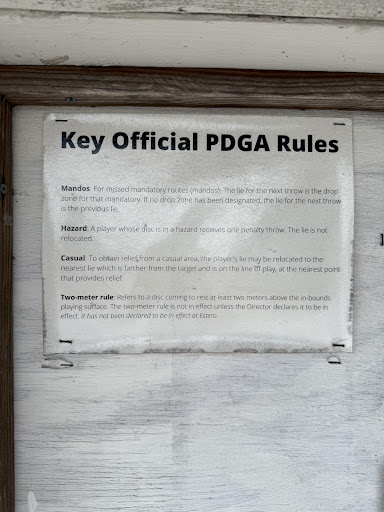 Key Official PDGA Rules
Mandos: For missed mandatory routes (mandos): The lie for the next throw is the drop
zone for that mandatory. If no drop zone has been designated, the lie for the next throw
is the previous lie.
Hazard: A player whose disc is in a hazard receives one penalty throw. The lie is not
relocated.
Casual: To obtain relief from a casual area, the player's lie may be relocated to the
nearest lie which is farther from the target and is on the line of play, at the nearest point
that provides relief.
Two-meter rule: Refers to a disc coming to rest at least two meters above the in-bounds
playing surface. The two-meter rule is not in effect unless the Director declares it to be in
effect. It has not been declared to be in effect at Estero.